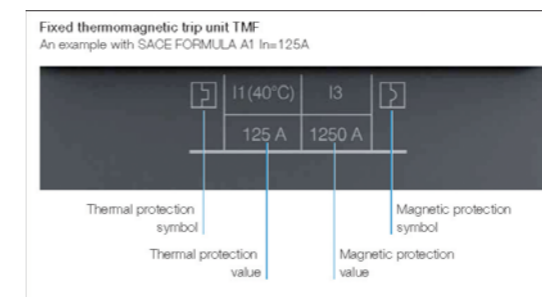 Fixed thermomagnetic trip unit TMF
An example with SACE FORMULA A1 In=125A
I1(40°C) I3
125 A 1250 A
Thermal protection
symbol
Magnetic protection
symbol
Thermal protection
value
Magnetic protection
value